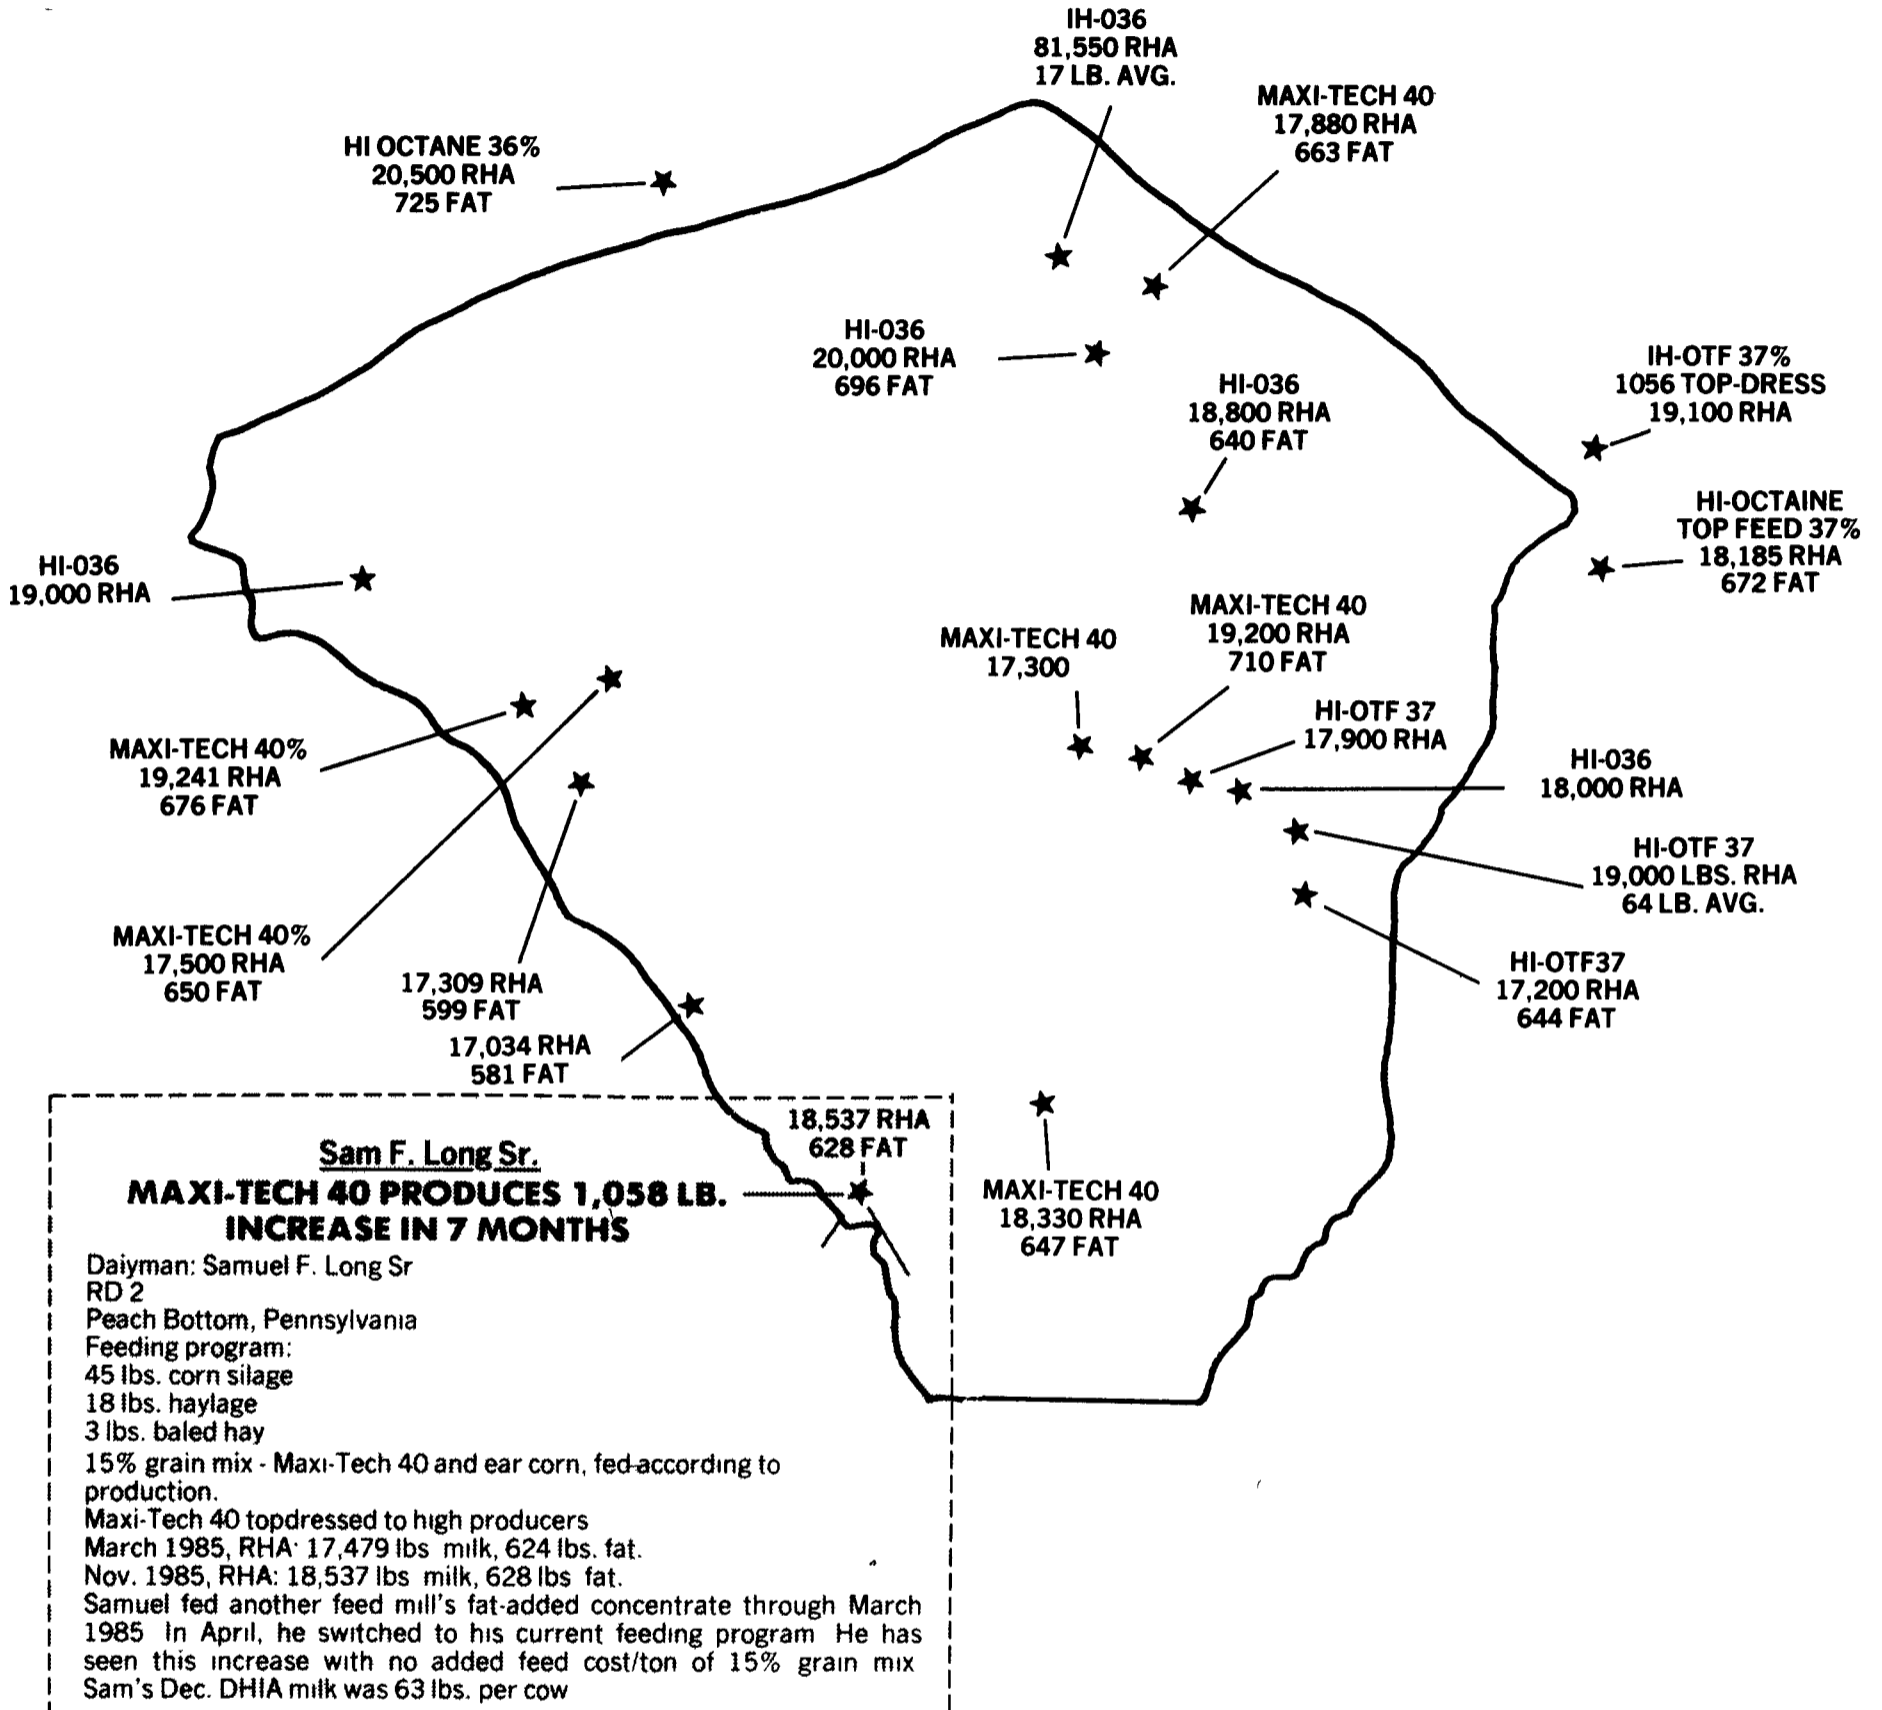 IH-036
81,550 RHA
17 LB. AVG.
MAXI-TECH 40
17,880 RHA
663 FAT
HI OCTANE 36%
20,500 RHA
725 FAT
HI-036
20,000 RHA
696 FAT
IH-OTF 37%
1056 TOP-DRESS
19,100 RHA
HI-036
18,800 RHA
640 FAT
HI-OCTAINE
TOP FEED 37%
18,185 RHA
672 FAT
HI-036
19,000 RHA
MAXI-TECH 40
19,200 RHA
710 FAT
MAXI-TECH 40
17,300
HI-OTF 37
17,900 RHA
MAXI-TECH 40%
19,241 RHA
676 FAT
HI-036
18,000 RHA
HI-OTF 37
19,000 LBS. RHA
64 LB. AVG.
MAXI-TECH 40%
17,500 RHA
650 FAT
17,309 RHA
599 FAT
HI-OTF37
17,200 RHA
644 FAT
17,034 RHA
581 FAT
18,537 RHA
628 FAT
MAXI-TECH 40
18,330 RHA
647 FAT
Sam F. Long Sr.
MAXI-TECH 40 PRODUCES 1,058 LB.
INCREASE IN 7 MONTHS
Daiyman: Samuel F. Long Sr
RD 2
Peach Bottom, Pennsylvania
Feeding program:
45 lbs. corn silage
18 lbs. haylage
3 lbs. baled hay
15% grain mix - Maxi-Tech 40 and ear corn, fed according to
production.
Maxi-Tech 40 topdressed to high producers
March 1985, RHA: 17,479 lbs milk, 624 lbs. fat.
Nov. 1985, RHA: 18,537 lbs milk, 628 lbs fat.
Samuel fed another feed mill's fat-added concentrate through March
1985 In April, he switched to his current feeding program He has
seen this increase with no added feed cost/ton of 15% grain mix
Sam's Dec. DHIA milk was 63 lbs. per cow